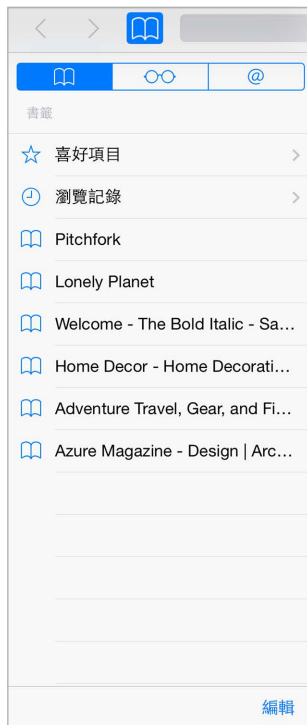 @
書籤
喜好項目
瀏覽記錄
Pitchfork
Lonely Planet
Welcome - The Bold Italic - Sa...
Home Decor - Home Decorati...
Adventure Travel, Gear, and Fi...
Azure Magazine - Design | Arc...
編輯